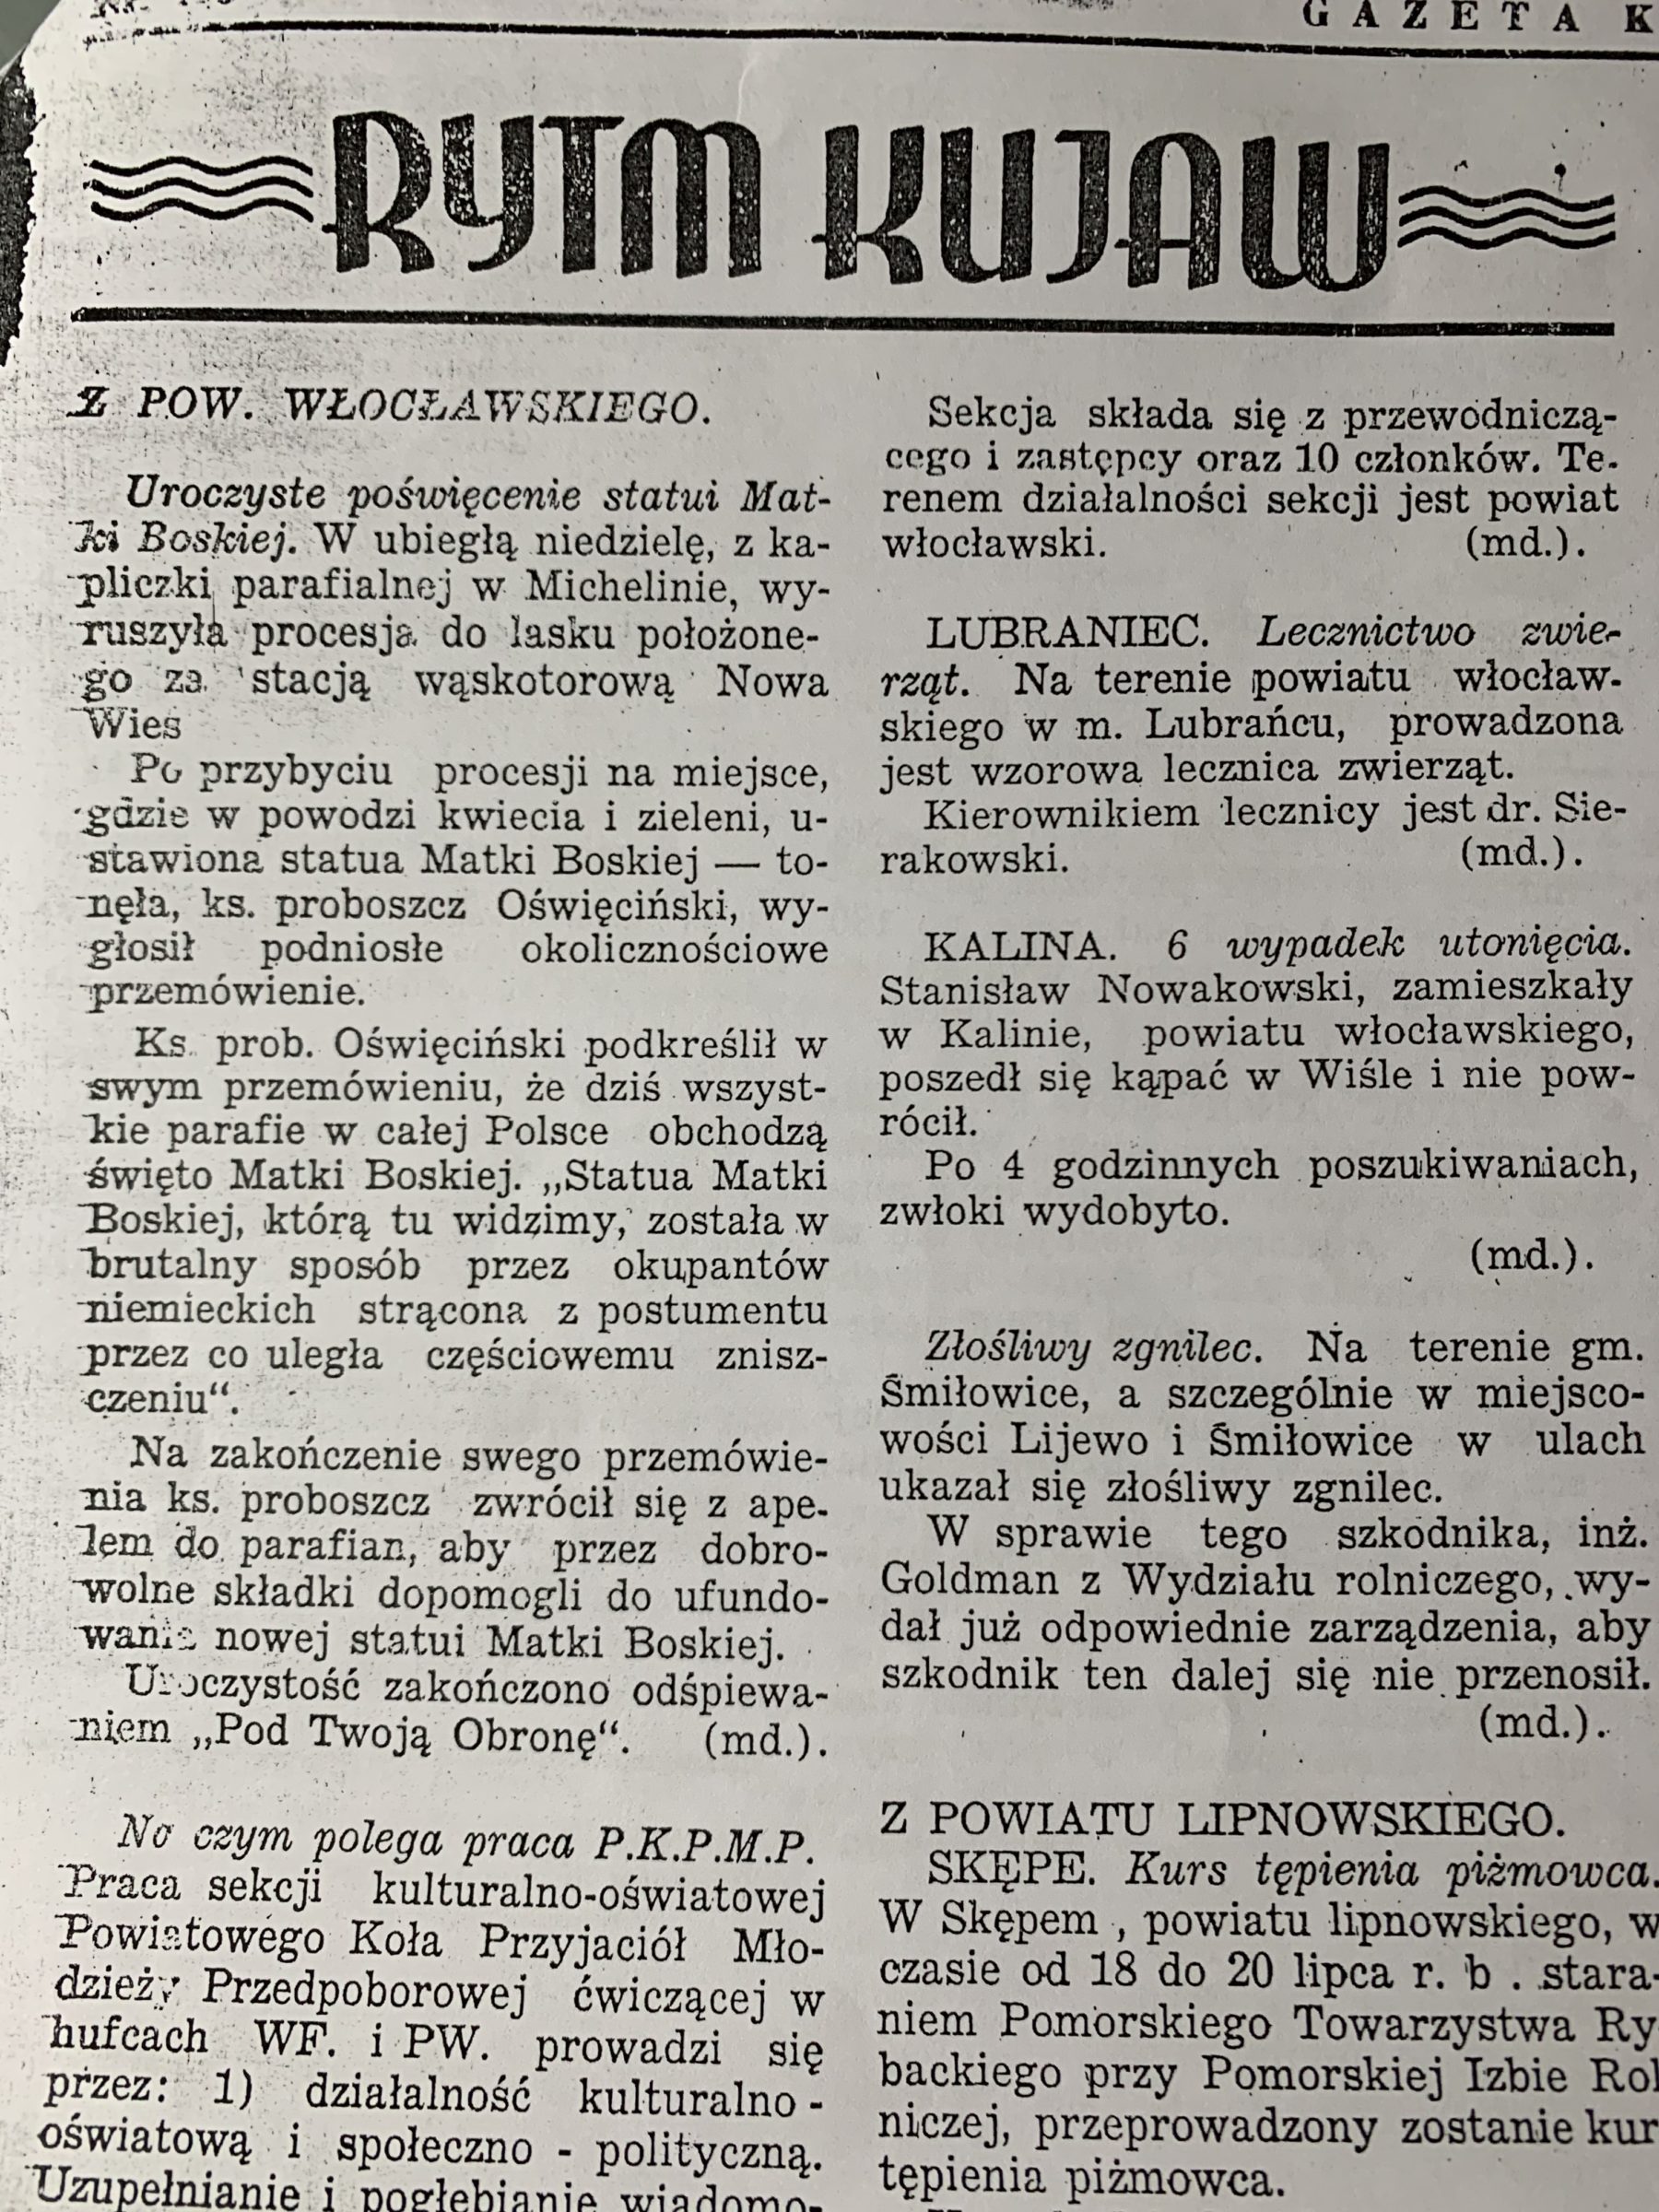 GAZETA K
RYTM KUJAW
Z POW. WŁOCŁAWSKIEGO.
Uroczyste poświęcenie statui Mat-
ki Boskiej. W ubiegłą niedzielę, z ka-
pliczki parafialnej w Michelinie, wy-
ruszyła procesja do lasku położone-
go za stacją wąskotorową Nowa
Wies
Po przybyciu procesji na miejsce,
gdzie w powodzi kwiecia i zieleni, u-
stawiona statua Matki Boskiej — to-
nęła, ks. proboszcz Oświęciński, wy-
głosił podniosłe okolicznościowe
przemówienie.
Ks. prob. Oświęciński podkreślił w
swym przemówieniu, że dziś wszyst-
kie parafie w całej Polsce obchodzą
święto Matki Boskiej. „Statua Matki
Boskiej, którą tu widzimy, została w
brutalny sposób przez okupantów
niemieckich strącona z postumentu
przez co uległa częściowemu znisz-
czeniu“.
Na zakończenie swego przemówie-
nia ks. proboszcz zwrócił się z ape-
lem do parafian, aby przez dobro-
wolne składki dopomogli do ufundo-
wania nowej statui Matki Boskiej.
Uroczystość zakończono odśpiewa-
niem „Pod Twoją Obronę“. (md.).
Na czym polega praca P.K.P.M.P.
Praca sekcji kulturalno-oświatowej
Powiatowego Koła Przyjaciół Mło-
dzieży Przedpoborowej ćwiczącej w
hufcach WF. i PW. prowadzi się
przez: 1) działalność kulturalno -
oświatową i społeczno - polityczną.
Uzupełnianie i pogłębianie wiadomo-
Sekcja składa się z przewodniczą-
cego i zastępcy oraz 10 członków. Te-
renem działalności sekcji jest powiat
włocławski. (md.).
LUBRANIEC. Lecznictwo zwie-
rząt. Na terenie powiatu włocław-
skiego w m. Lubrańcu, prowadzona
jest wzorowa lecznica zwierząt.
Kierownikiem lecznicy jest dr. Sie-
rakowski. (md.).
KALINA. 6 wypadek utonięcia.
Stanisław Nowakowski, zamieszkały
w Kalinie, powiatu włocławskiego,
poszedł się kąpać w Wiśle i nie pow-
rócił.
Po 4 godzinnych poszukiwaniach,
zwłoki wydobyto.
(md.).
Złośliwy zgnilec. Na terenie gm.
Śmiłowice, a szczególnie w miejsco-
wości Lijewo i Śmiłowice w ulach
ukazał się złośliwy zgnilec.
W sprawie tego szkodnika, inż.
Goldman z Wydziału rolniczego, wy-
dał już odpowiednie zarządzenia, aby
szkodnik ten dalej się nie przenosił.
(md.).
Z POWIATU LIPNOWSKIEGO.
SKĘPE. Kurs tępienia piżmowca.
W Skępem , powiatu lipnowskiego, w
czasie od 18 do 20 lipca r. b . stara-
niem Pomorskiego Towarzystwa Ry
backiego przy Pomorskiej Izbie Rol
niczej, przeprowadzony zostanie kur
tępienia piżmowca.